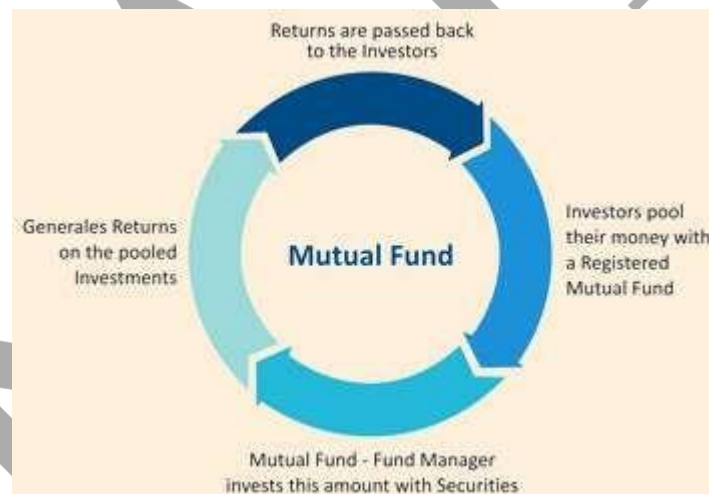 Returns are passed back
to the Investors
Investors pool
their money with
a Registered
Mutual Fund
Mutual Fund - Fund Manager
invests this amount with Securities
Generales Returns
on the pooled
Investments
Mutual Fund